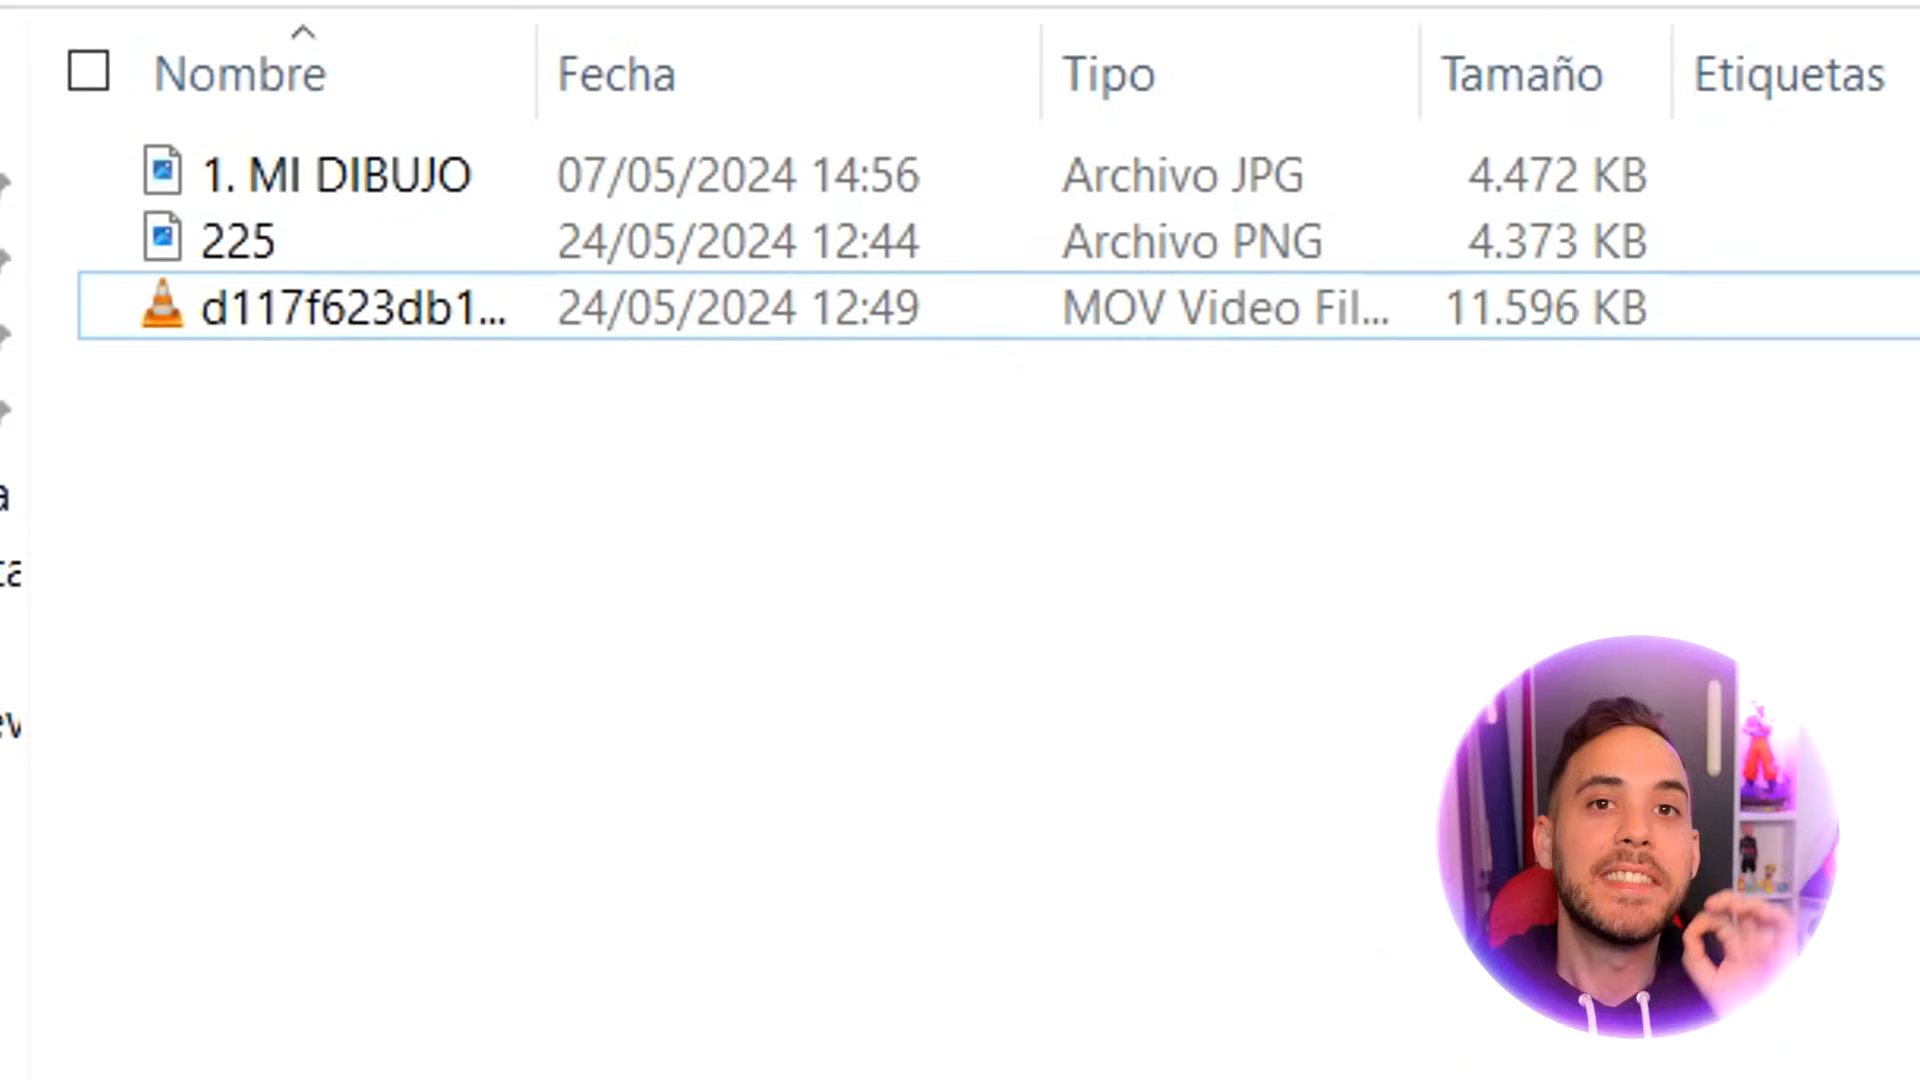 Nombre Fecha Tipo Tamaño Etiquetas
1. MI DIBUJO 07/05/2024 14:56 Archivo JPG 4.472 KB
225 24/05/2024 12:44 Archivo PNG 4.373 KB
d117f623db1... 24/05/2024 12:49 MOV Video Fil... 11.596 KB